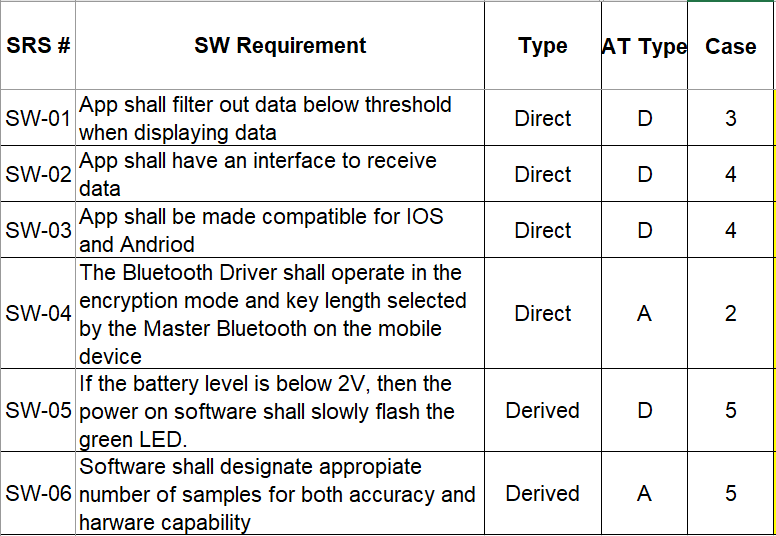 SRS # SW Requirement Type AT Type Case
App shall filter out data below threshold
SW-01 when displaying data Direct D 3
App shall have an interface to receive
SW-02 data Direct D 4
App shall be made compatible for IOS
SW-03 and Andriod Direct D 4
The Bluetooth Driver shall operate in the
encryption mode and key length selected
SW-04 by the Master Bluetooth on the mobile Direct A 2
device
If the battery level is below 2V, then the
SW-05 power on software shall slowly flash the Derived D 5
green LED.
Software shall designate appropiate
SW-06 number of samples for both accuracy and Derived A 5
harware capability